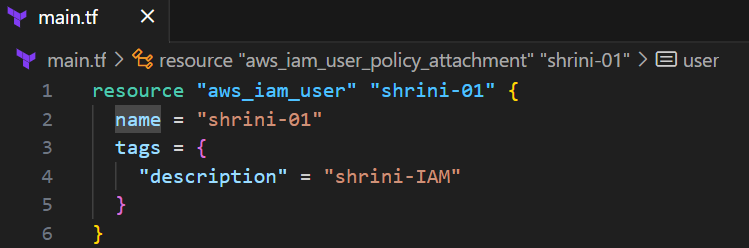 main.tf ×
main.tf > resource "aws_iam_user_policy_attachment" "shrini-01" > user
1 resource "aws_iam_user" "shrini-01" {
2   name = "shrini-01"
3   tags = {
4     "description" = "shrini-IAM"
5   }
6 }